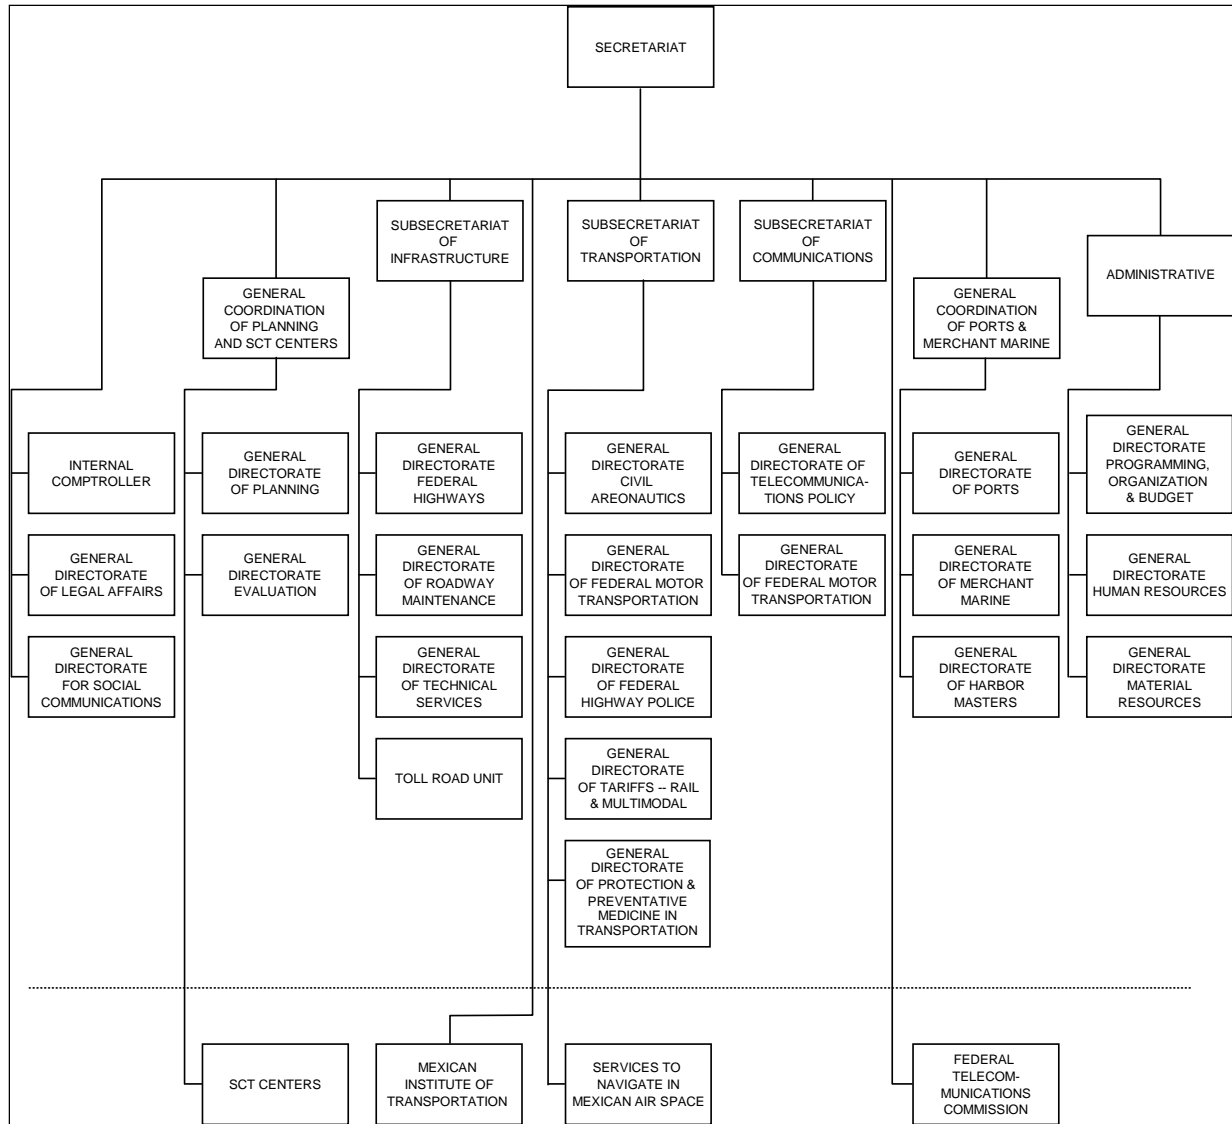 SECRETARIAT
SUBSECRETARIAT
OF
INFRASTRUCTURE
SUBSECRETARIAT
OF
TRANSPORTATION
SUBSECRETARIAT
OF
COMMUNICATIONS
ADMINISTRATIVE
GENERAL
COORDINATION
OF PLANNING
AND SCT CENTERS
GENERAL
COORDINATION
OF PORTS &
MERCHANT MARINE
INTERNAL
COMPTROLLER
GENERAL
DIRECTORATE
OF PLANNING
GENERAL
DIRECTORATE
FEDERAL
HIGHWAYS
GENERAL
DIRECTORATE
CIVIL
AREONAUTICS
GENERAL
DIRECTORATE OF
TELECOMMUNICA-
TIONS POLICY
GENERAL
DIRECTORATE
OF PORTS
GENERAL
DIRECTORATE
PROGRAMMING,
ORGANIZATION
& BUDGET
GENERAL
DIRECTORATE
OF LEGAL AFFAIRS
GENERAL
DIRECTORATE
EVALUATION
GENERAL
DIRECTORATE
OF ROADWAY
MAINTENANCE
GENERAL
DIRECTORATE
OF FEDERAL MOTOR
TRANSPORTATION
GENERAL
DIRECTORATE
OF FEDERAL MOTOR
TRANSPORTATION
GENERAL
DIRECTORATE
OF MERCHANT
MARINE
GENERAL
DIRECTORATE
HUMAN RESOURCES
GENERAL
DIRECTORATE
FOR SOCIAL
COMMUNICATIONS
GENERAL
DIRECTORATE
OF TECHNICAL
SERVICES
GENERAL
DIRECTORATE
OF FEDERAL
HIGHWAY POLICE
GENERAL
DIRECTORATE
OF HARBOR
MASTERS
GENERAL
DIRECTORATE
MATERIAL
RESOURCES
TOLL ROAD UNIT
GENERAL
DIRECTORATE
OF TARIFFS -- RAIL
& MULTIMODAL
GENERAL
DIRECTORATE
OF PROTECTION &
PREVENTATIVE
MEDICINE IN
TRANSPORTATION
SCT CENTERS
MEXICAN
INSTITUTE OF
TRANSPORTATION
SERVICES TO
NAVIGATE IN
MEXICAN AIR SPACE
FEDERAL
TELECOM-
MUNICATIONS
COMMISSION